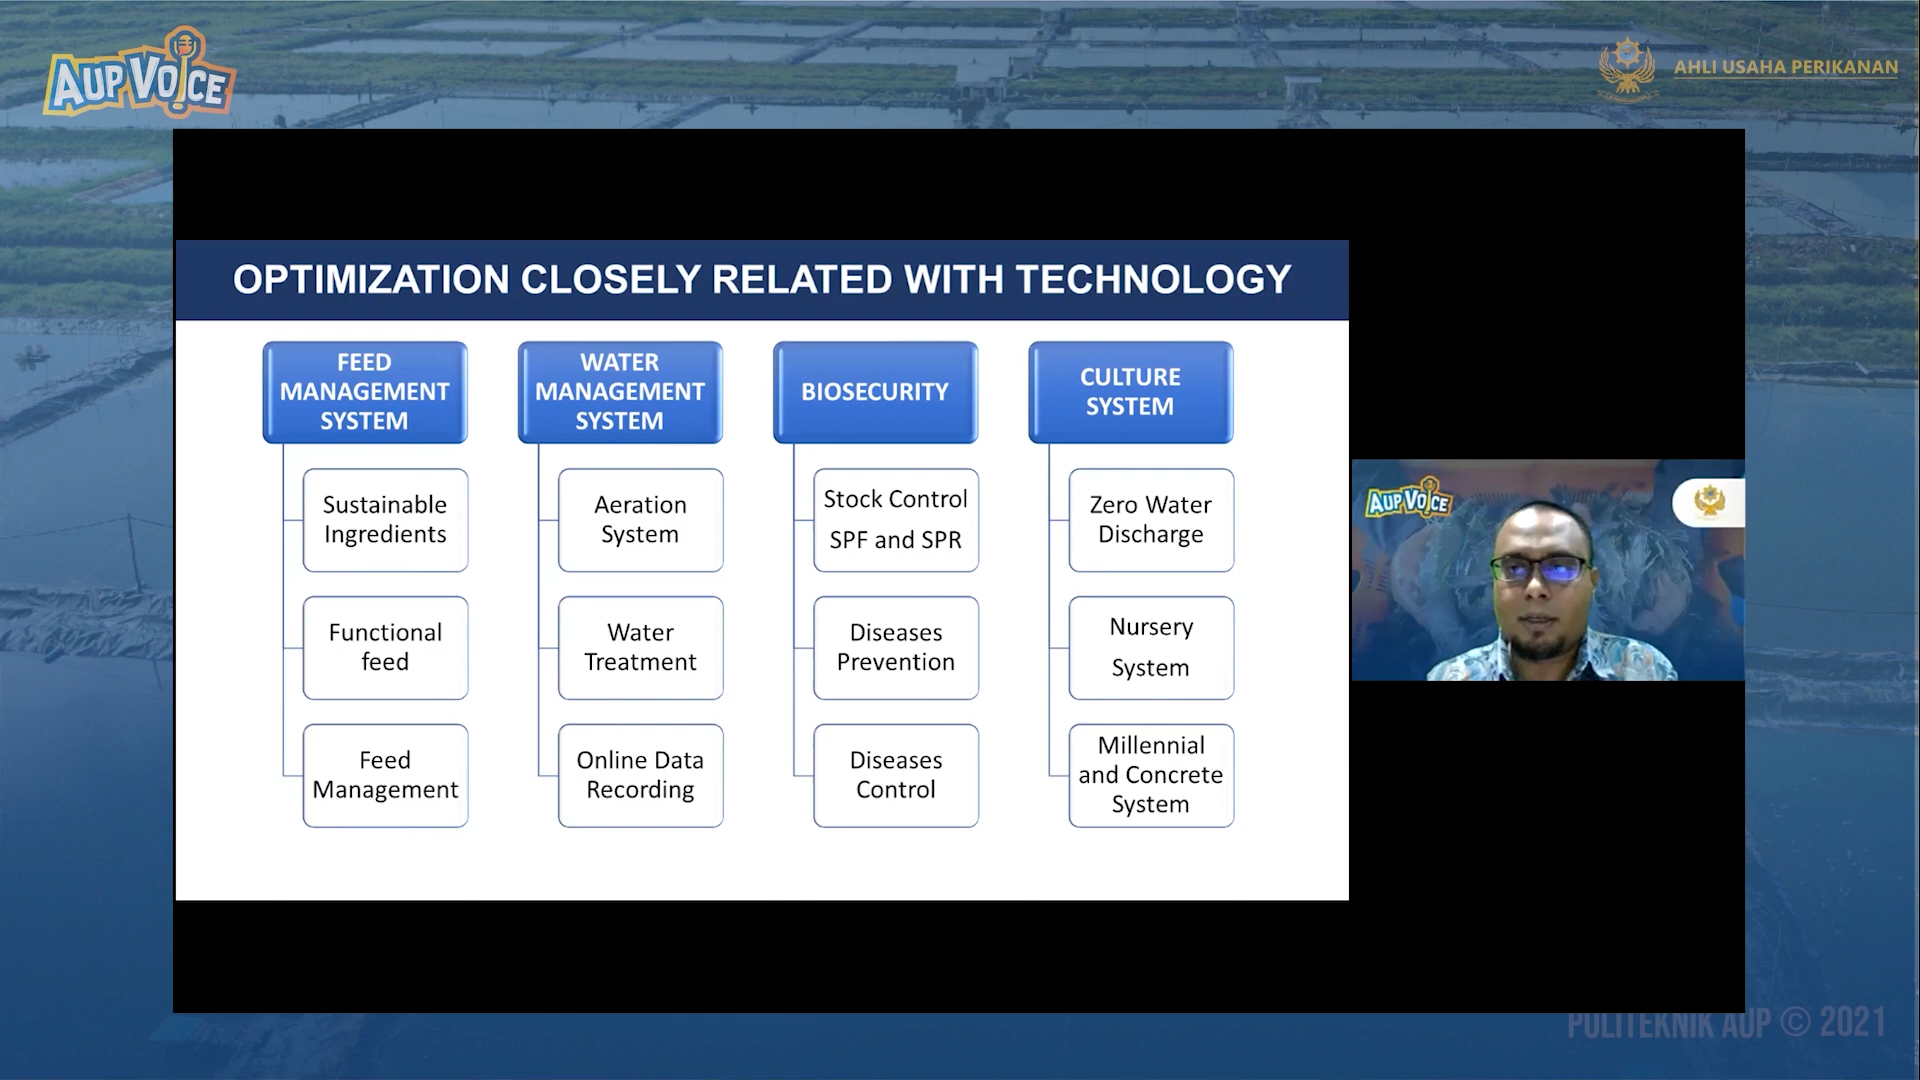 AUP VOICE
AHLI USAHA PERIKANAN
OPTIMIZATION CLOSELY RELATED WITH TECHNOLOGY
FEED
MANAGEMENT
SYSTEM
Sustainable
Ingredients
Functional
feed
Feed
Management
WATER
MANAGEMENT
SYSTEM
Aeration
System
Water
Treatment
Online Data
Recording
BIOSECURITY
Stock Control
SPF and SPR
Diseases
Prevention
Diseases
Control
CULTURE
SYSTEM
Zero Water
Discharge
Nursery
System
Millennial
and Concrete
System
AUP VOICE
POLITEKNIK AUP © 2021